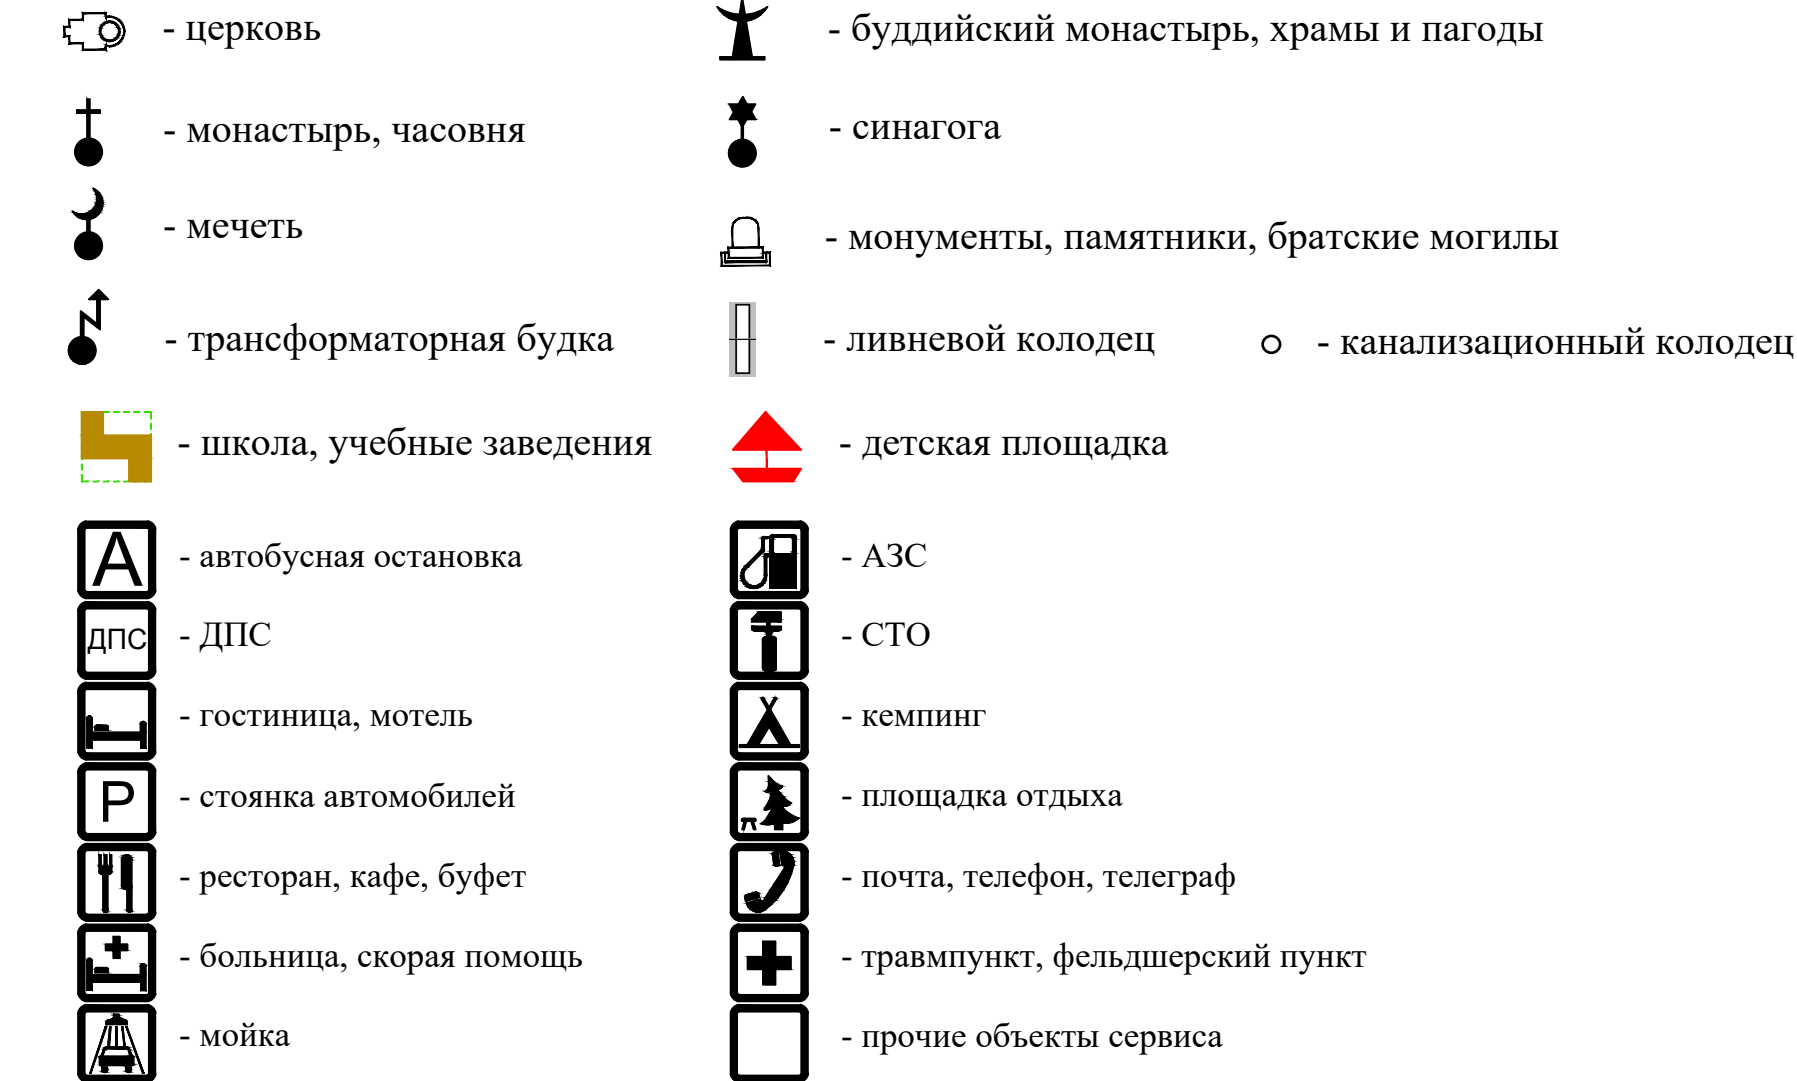 - церковь
- буддийский монастырь, храмы и пагоды
- монастырь, часовня
- синагога
- мечеть
- монументы, памятники, братские могилы
- трансформаторная будка
- ливневой колодец
- канализационный колодец
- школа, учебные заведения
- детская площадка
А
- автобусная остановка
- АЗС
ДПС
- ДПС
- СТО
- гостиница, мотель
- кемпинг
Р
- стоянка автомобилей
- площадка отдыха
- ресторан, кафе, буфет
- почта, телефон, телеграф
- больница, скорая помощь
- травмпункт, фельдшерский пункт
- мойка
- прочие объекты сервиса